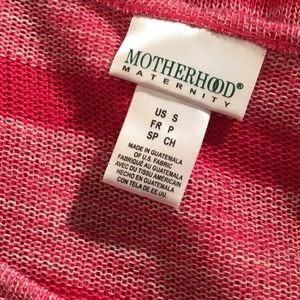 MOTHERHOOD®
MATERNITY
US S
FR P
SP CH
MADE IN GUATEMALA
OF U.S. FABRIC
FABRIQUÉ AU GUATEMALA
AVEC DU TISSU AMERICAIN
HECHO EN GUATEMALA
CON TELA DE EE.UU.